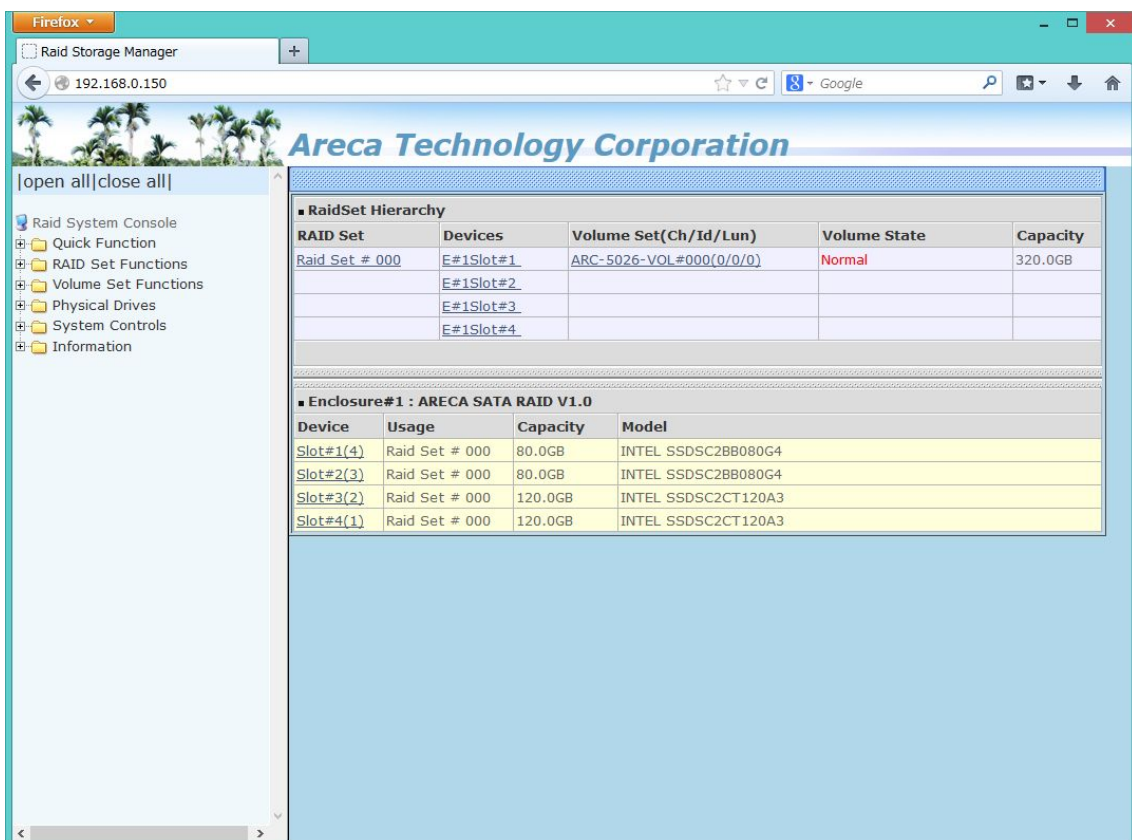 Firefox
Raid Storage Manager
192.168.0.150
Google
Areca Technology Corporation
|open all|close all|
Raid System Console
Quick Function
RAID Set Functions
Volume Set Functions
Physical Drives
System Controls
Information
RaidSet Hierarchy
RAID Set Devices Volume Set(Ch/Id/Lun) Volume State Capacity
Raid Set # 000 E#1Slot#1 ARC-5026-VOL#000(0/0/0) Normal 320.0GB
E#1Slot#2
E#1Slot#3
E#1Slot#4
Enclosure#1 : ARECA SATA RAID V1.0
Device Usage Capacity Model
Slot#1(4) Raid Set # 000 80.0GB INTEL SSDSC2BB080G4
Slot#2(3) Raid Set # 000 80.0GB INTEL SSDSC2BB080G4
Slot#3(2) Raid Set # 000 120.0GB INTEL SSDSC2CT120A3
Slot#4(1) Raid Set # 000 120.0GB INTEL SSDSC2CT120A3